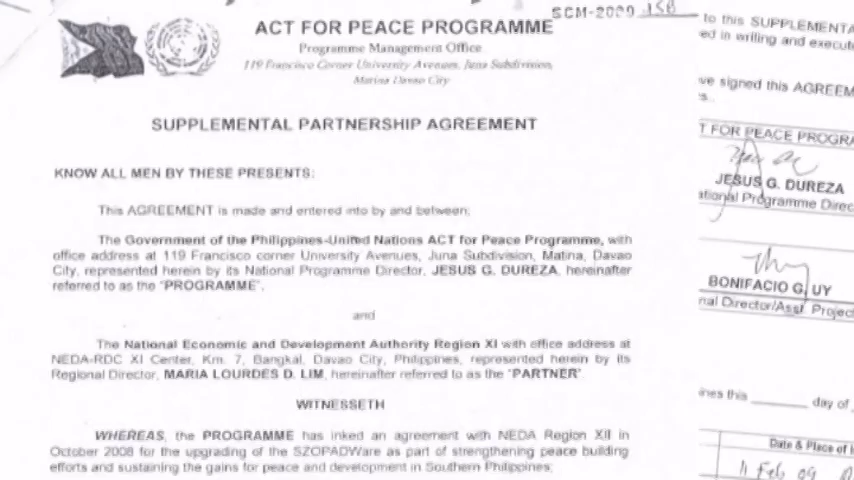 ACT FOR PEACE PROGRAMME
Programme Management Office
119 Francisco Corner University Avenues, Juna Subdivision,
Matina Davao City
SCM-2009 158
SUPPLEMENTAL PARTNERSHIP AGREEMENT
KNOW ALL MEN BY THESE PRESENTS:
This AGREEMENT is made and entered into by and between:
The Government of the Philippines-United Nations ACT for Peace Programme, with
office address at 119 Francisco corner University Avenues, Juna Subdivision, Matina, Davao
City, represented herein by its National Programme Director, JESUS G. DUREZA, hereinafter
referred to as the "PROGRAMME",
and
The National Economic and Development Authority Region XI with office address at
NEDA-RDC XI Center, Km. 7, Bangkal, Davao City, Philippines, represented herein by its
Regional Director, MARIA LOURDES D. LIM, hereinafter referred to as the "PARTNER".
WITNESSETH
WHEREAS, the PROGRAMME has inked an agreement with NEDA Region XII in
October 2008 for the upgrading of the SZOPADWare as part of strengthening peace building
efforts and sustaining the gains for peace and development in Southern Philippines;
to this SUPPLEMENTA
ed in writing and execut
ve signed this AGREEM
s.
T FOR PEACE PROGRA
JESUS G. DUREZA
ational Programme Direc
BONIFACIO G. UY
nal Director/Asst. Project
ines this ______ day of
Date & Place of I
11 Feb 09